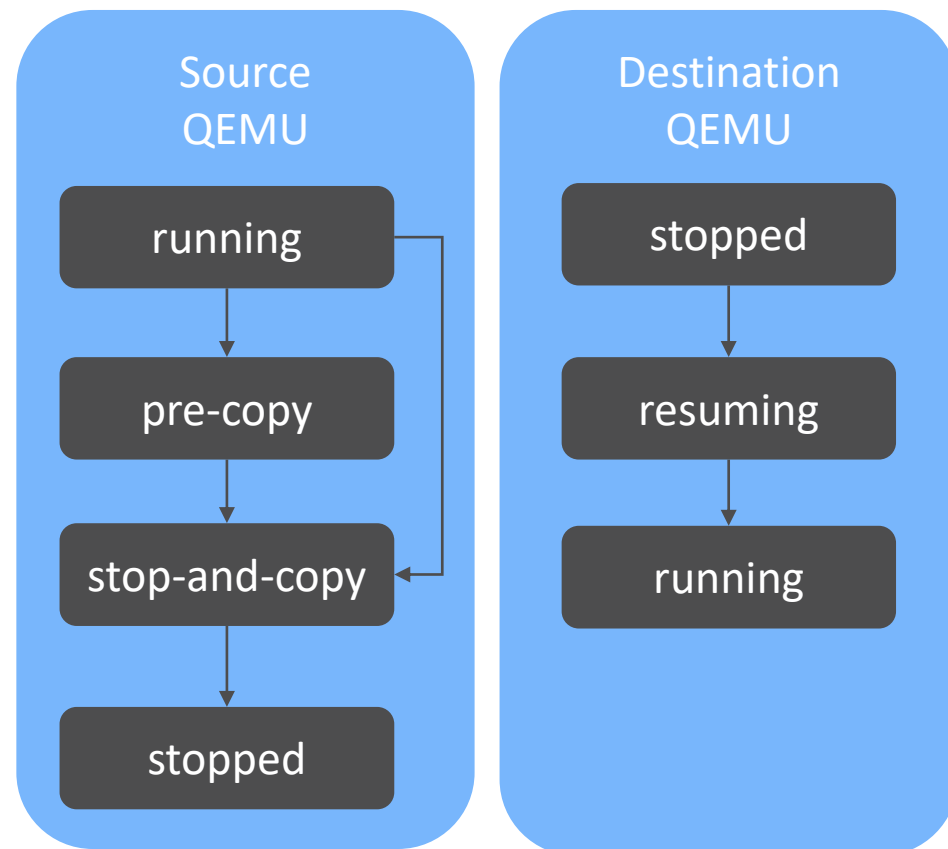 Source
QEMU
running
pre-copy
stop-and-copy
stopped
Destination
QEMU
stopped
resuming
running